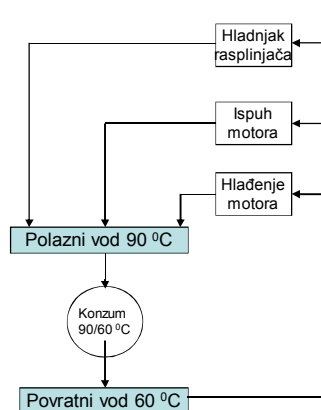 Hladnjak
rasplinjača
Ispuh
motora
Hlađenje
motora
Polazni vod 90 ⁰C
Konzum
90/60 ⁰C
Povratni vod 60 ⁰C